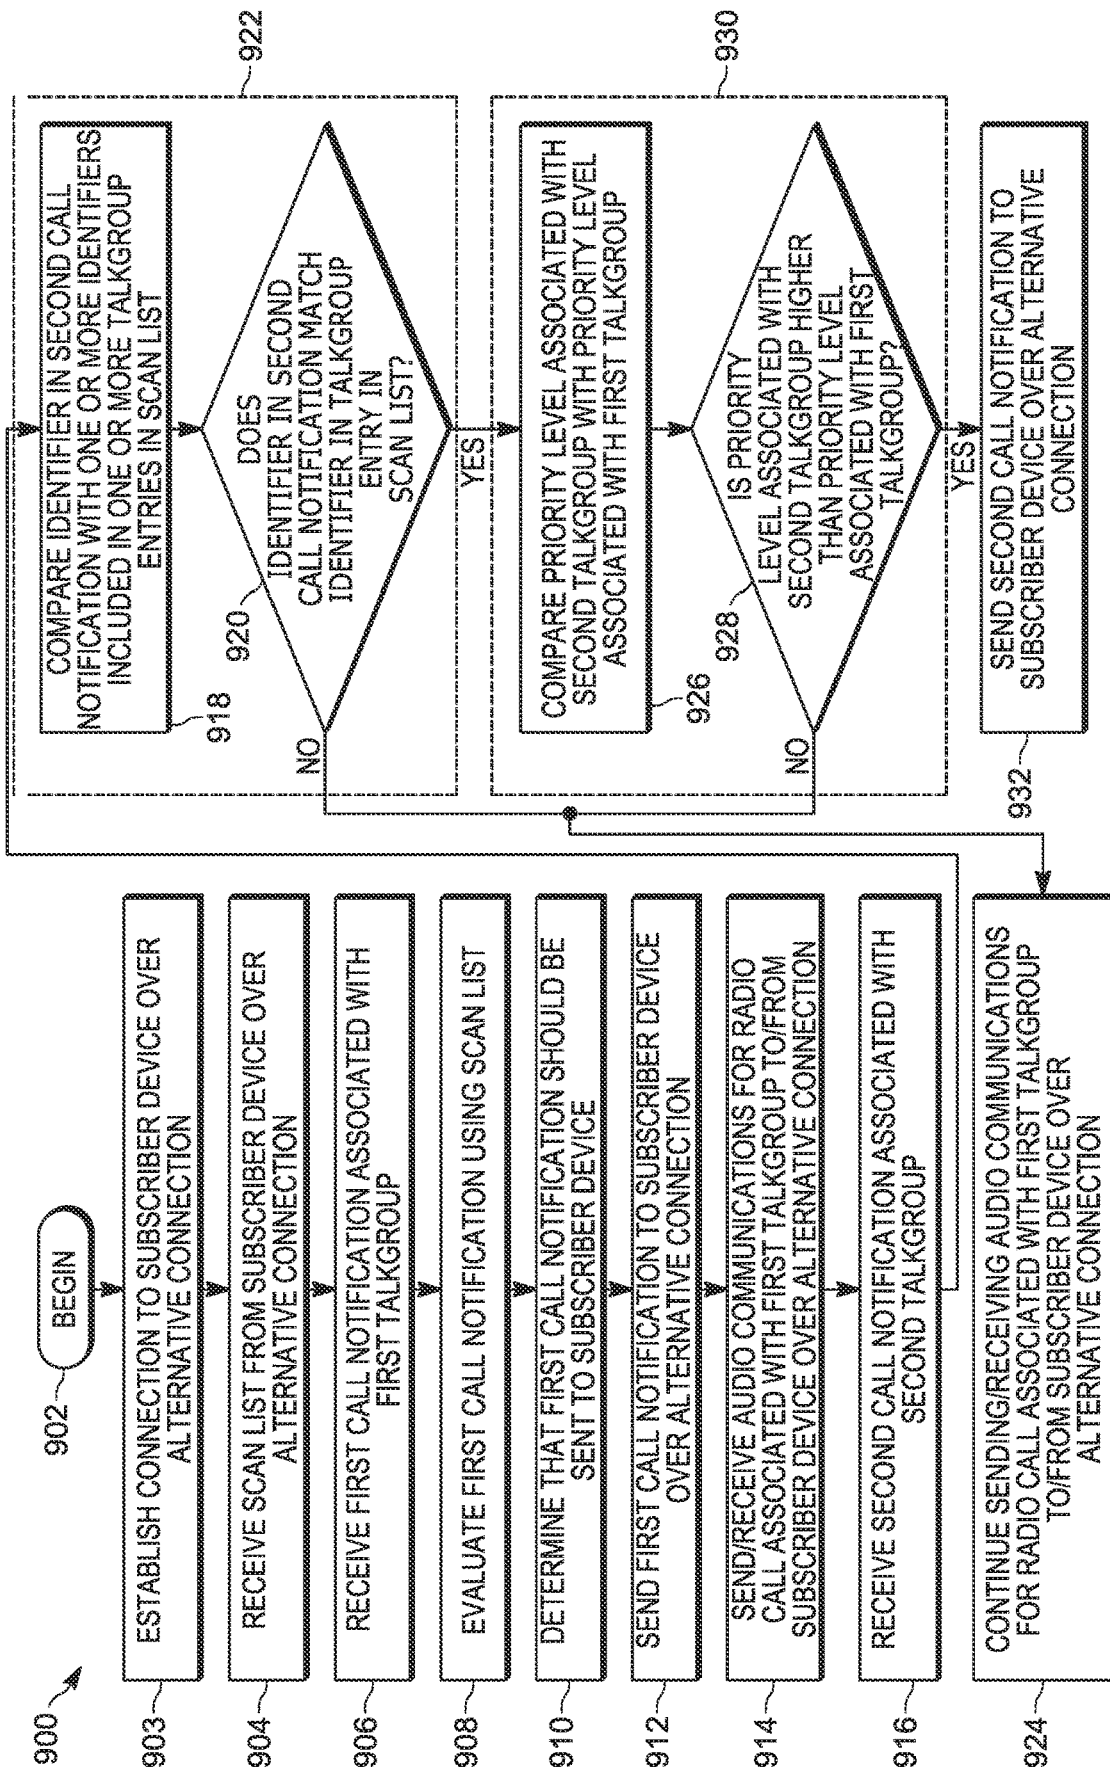 900
902
BEGIN
903
ESTABLISH CONNECTION TO SUBSCRIBER DEVICE OVER
ALTERNATIVE CONNECTION
904
RECEIVE SCAN LIST FROM SUBSCRIBER DEVICE OVER
ALTERNATIVE CONNECTION
906
RECEIVE FIRST CALL NOTIFICATION ASSOCIATED WITH
FIRST TALKGROUP
908
EVALUATE FIRST CALL NOTIFICATION USING SCAN LIST
910
DETERMINE THAT FIRST CALL NOTIFICATION SHOULD BE
SENT TO SUBSCRIBER DEVICE
912
SEND FIRST CALL NOTIFICATION TO SUBSCRIBER DEVICE
OVER ALTERNATIVE CONNECTION
914
SEND/RECEIVE AUDIO COMMUNICATIONS FOR RADIO
CALL ASSOCIATED WITH FIRST TALKGROUP TO/FROM
SUBSCRIBER DEVICE OVER ALTERNATIVE CONNECTION
916
RECEIVE SECOND CALL NOTIFICATION ASSOCIATED WITH
SECOND TALKGROUP
924
CONTINUE SENDING/RECEIVING AUDIO COMMUNICATIONS
FOR RADIO CALL ASSOCIATED WITH FIRST TALKGROUP
TO/FROM SUBSCRIBER DEVICE OVER
ALTERNATIVE CONNECTION
922
COMPARE IDENTIFIER IN SECOND CALL
NOTIFICATION WITH ONE OR MORE IDENTIFIERS
INCLUDED IN ONE OR MORE TALKGROUP
ENTRIES IN SCAN LIST
918
920
DOES
IDENTIFIER IN SECOND
CALL NOTIFICATION MATCH
IDENTIFIER IN TALKGROUP
ENTRY IN
SCAN LIST?
NO
YES
930
COMPARE PRIORITY LEVEL ASSOCIATED WITH
SECOND TALKGROUP WITH PRIORITY LEVEL
ASSOCIATED WITH FIRST TALKGROUP
926
928
IS PRIORITY
LEVEL ASSOCIATED WITH
SECOND TALKGROUP HIGHER
THAN PRIORITY LEVEL
ASSOCIATED WITH FIRST
TALKGROUP?
NO
YES
932
SEND SECOND CALL NOTIFICATION TO
SUBSCRIBER DEVICE OVER ALTERNATIVE
CONNECTION